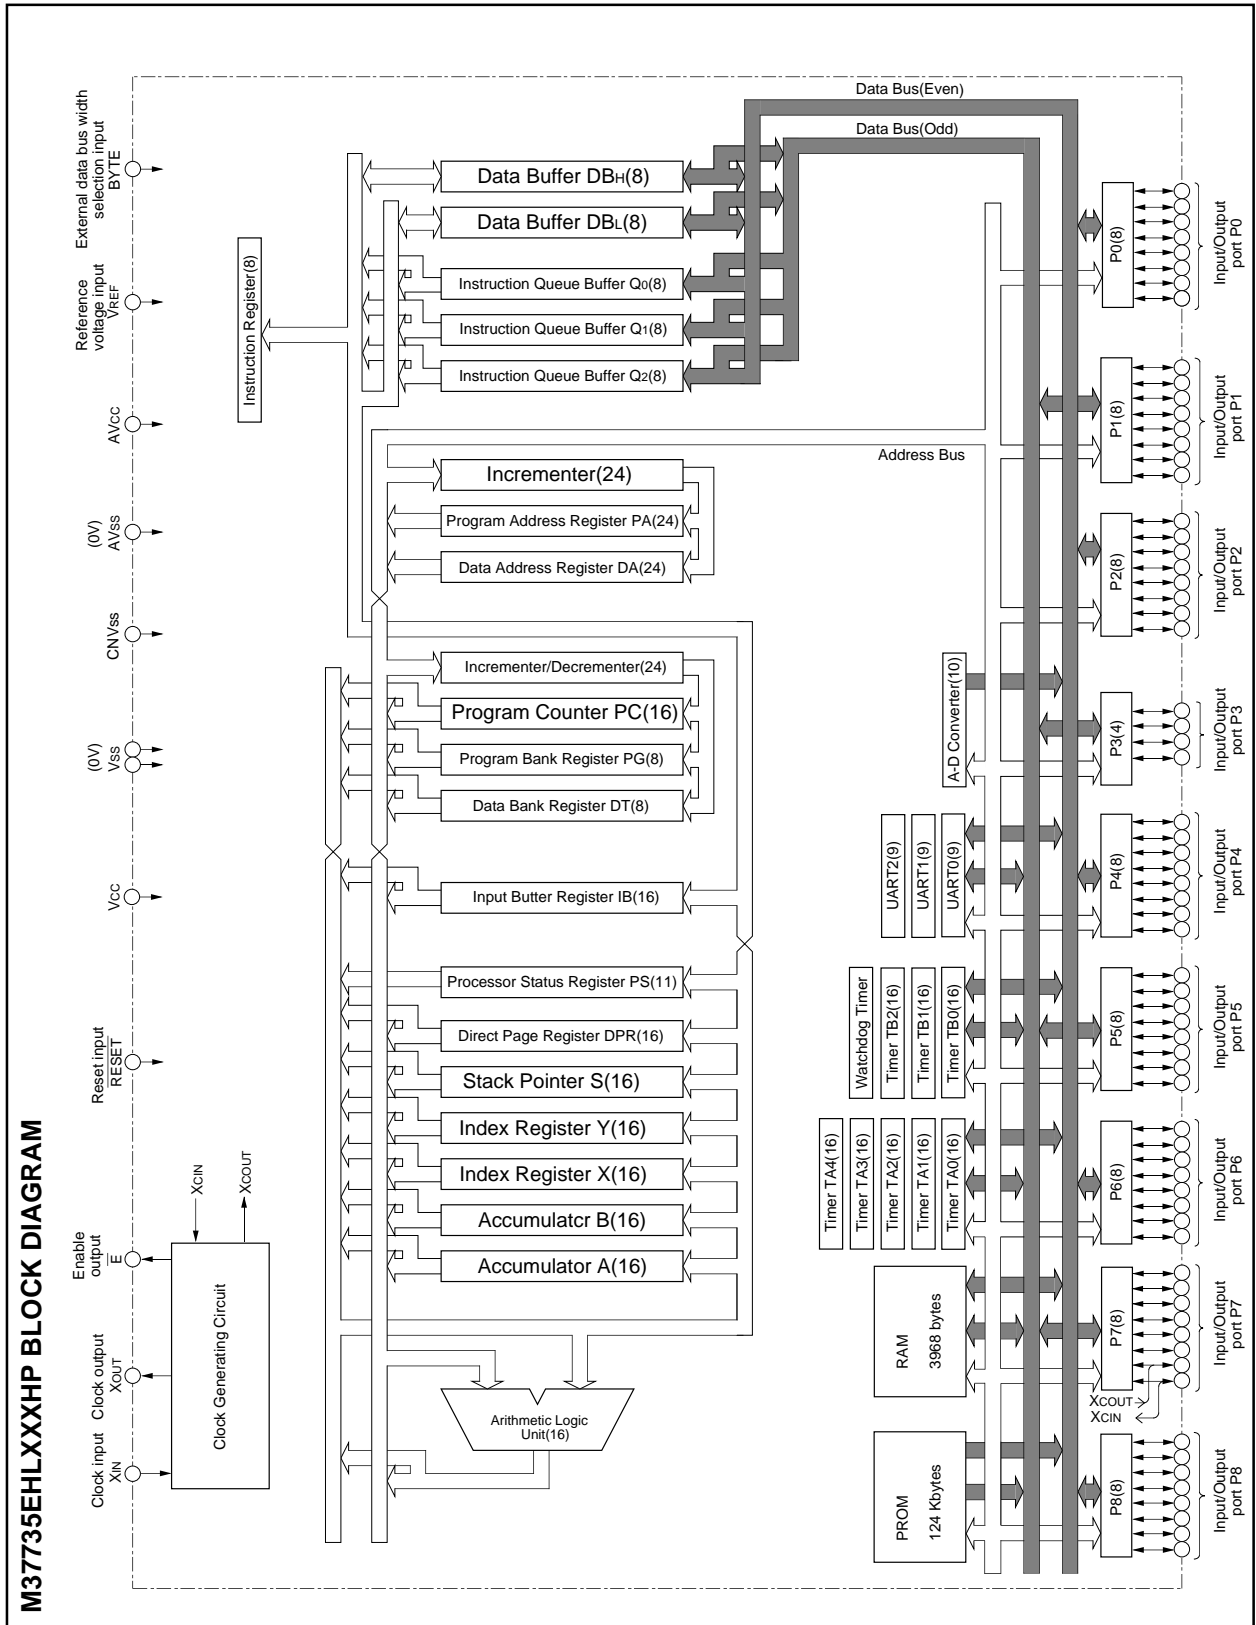 M37735EHLXXXHP BLOCK DIAGRAM
External data bus width
selection input
BYTE
Reference
voltage input
VREF
AVCC
(0V)
AVSS
CNVSS
(0V)
VSS
VCC
Reset input
RESET
Enable
output
E
Clock output
XOUT
Clock input
XIN
XCIN
XCOUT
Clock Generating Circuit
Instruction Register(8)
Data Bus(Even)
Data Bus(Odd)
Address Bus
Data Buffer DBH(8)
Data Buffer DBL(8)
Instruction Queue Buffer Q0(8)
Instruction Queue Buffer Q1(8)
Instruction Queue Buffer Q2(8)
Incrementer(24)
Program Address Register PA(24)
Data Address Register DA(24)
Incrementer/Decrementer(24)
Program Counter PC(16)
Program Bank Register PG(8)
Data Bank Register DT(8)
Input Butter Register IB(16)
Processor Status Register PS(11)
Direct Page Register DPR(16)
Stack Pointer S(16)
Index Register Y(16)
Index Register X(16)
Accumulatcr B(16)
Accumulator A(16)
Arithmetic Logic
Unit(16)
A-D Converter(10)
UART2(9)
UART1(9)
UART0(9)
Watchdog Timer
Timer TB2(16)
Timer TB1(16)
Timer TB0(16)
Timer TA4(16)
Timer TA3(16)
Timer TA2(16)
Timer TA1(16)
Timer TA0(16)
RAM
3968 bytes
PROM
124 Kbytes
P0(8)
Input/Output
port P0
P1(8)
Input/Output
port P1
P2(8)
Input/Output
port P2
P3(4)
Input/Output
port P3
P4(8)
Input/Output
port P4
P5(8)
Input/Output
port P5
P6(8)
Input/Output
port P6
P7(8)
Input/Output
port P7
XCOUT
XCIN
P8(8)
Input/Output
port P8